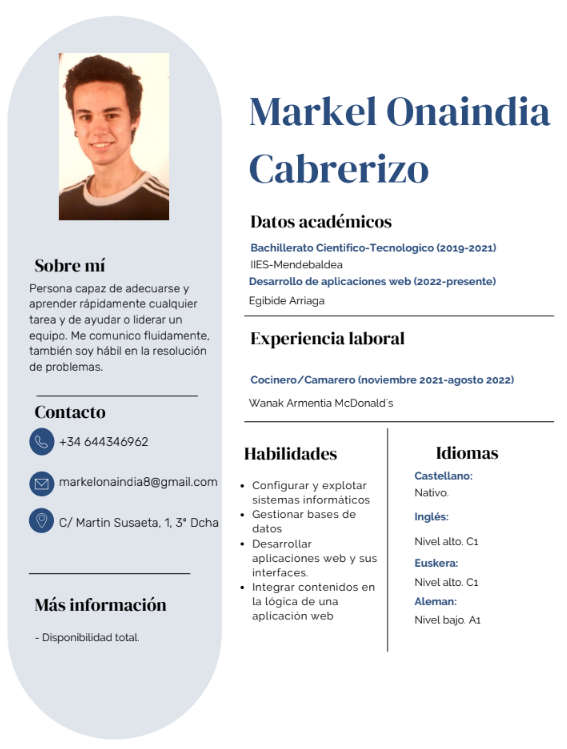 Markel Onaindia
Cabrerizo
Sobre mí
Persona capaz de adecuarse y
aprender rápidamente cualquier
tarea y de ayudar o liderar un
equipo. Me comunico fluidamente,
también soy hábil en la resolución
de problemas.
Contacto
+34 644346962
markelonaindia8@gmail.com
C/ Martin Susaeta, 1, 3ª Dcha
Más información
- Disponibilidad total.
Datos académicos
Bachillerato Cientifico-Tecnologico (2019-2021)
IIES-Mendebaldea
Desarrollo de aplicaciones web (2022-presente)
Egibide Arriaga
Experiencia laboral
Cocinero/Camarero (noviembre 2021-agosto 2022)
Wanak Armentia McDonald´s
Habilidades
• Configurar y explotar
sistemas informáticos
• Gestionar bases de
datos
• Desarrollar
aplicaciones web y sus
interfaces.
• Integrar contenidos en
la lógica de una
aplicación web
Idiomas
Castellano:
Nativo.
Inglés:
Nivel alto. C1
Euskera:
Nivel alto. C1
Aleman:
Nivel bajo. A1